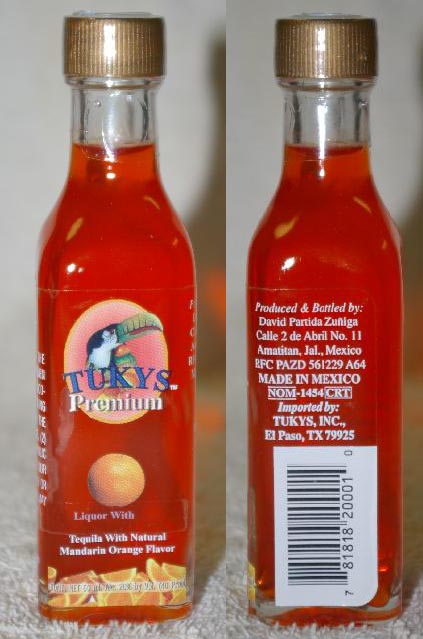 TUKYS™
Premium
Liquor With
Tequila With Natural
Mandarin Orange Flavor
Produced & Bottled by:
David Partida Zuñiga
Calle 2 de Abril No. 11
Amatitan, Jal., Mexico
RFC PAZD 561229 A64
MADE IN MEXICO
NOM-1454 CRT
Imported by:
TUKYS, INC.,
El Paso, TX 79925
7 81818 20001 0